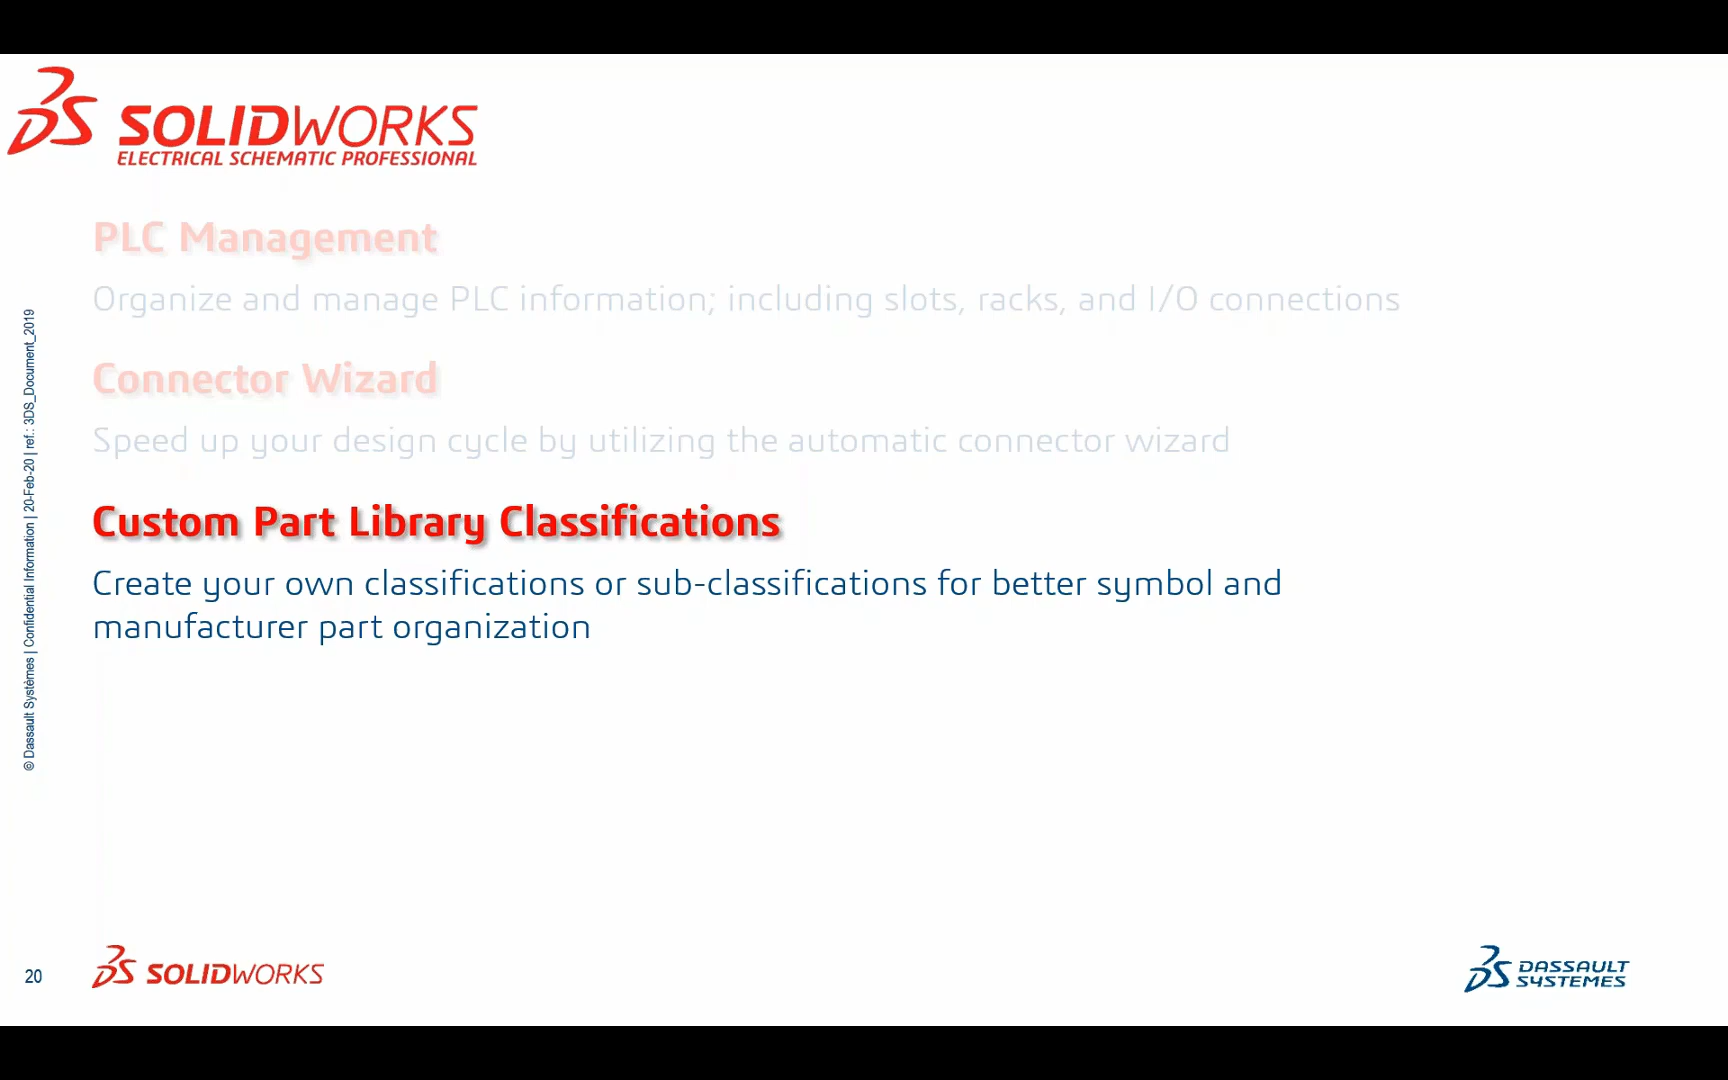 3DS SOLIDWORKS
ELECTRICAL SCHEMATIC PROFESSIONAL
PLC Management
Organize and manage PLC information; including slots, racks, and I/O connections
Connector Wizard
Speed up your design cycle by utilizing the automatic connector wizard
Custom Part Library Classifications
Create your own classifications or sub-classifications for better symbol and
manufacturer part organization
© Dassault Systèmes | Confidential Information | 20-Feb-20 | ref.: 3DS_Document_2019
20
3DS SOLIDWORKS
3DS DASSAULT
SYSTEMES